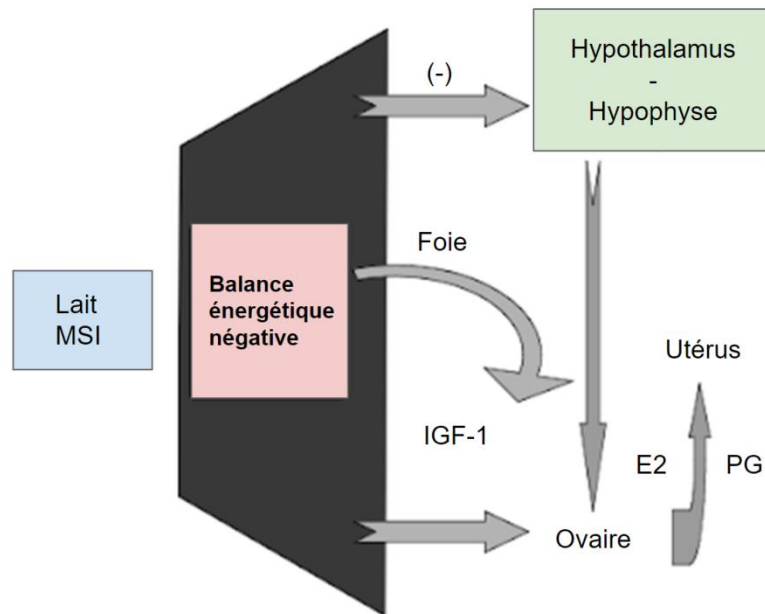 Hypothalamus
-
Hypophyse
(-)
Foie
Balance
énergétique
négative
Lait
MSI
Utérus
IGF-1
E2
PG
Ovaire